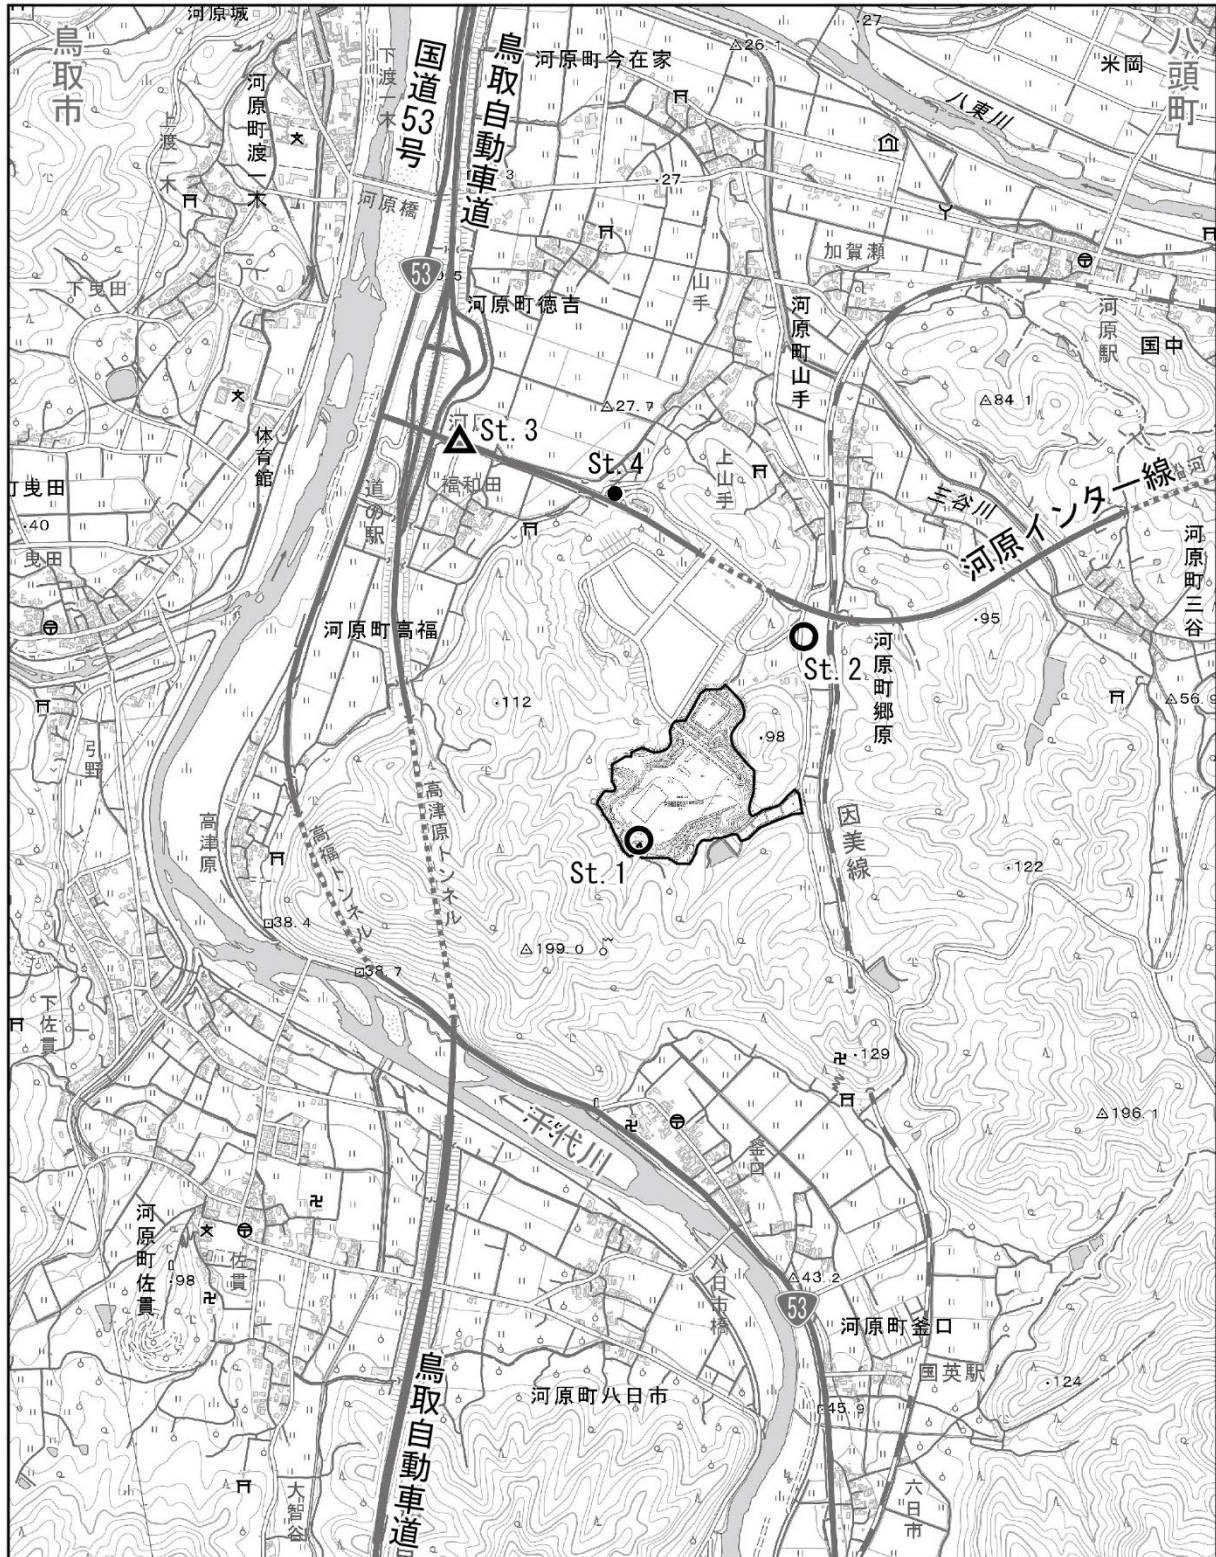 河原城
鳥取市
下渡一木
国道53号
鳥取自動車道
河原町今在家
△26.1
・27
米岡
八頭町
八東川
上渡一木
河原町渡一木
河原橋
・27
53
加賀瀬
下曳田
河原町徳吉
山手
河原町山手
河原駅
国中
△84.1
△27.7
体育館
St.3
St.4
福和田
上山手
道の駅
三谷川
河原インター線
町曳田
・40
曳田
河原町三谷
河原町高福
St.2
・95
河原町郷原
△56.9
・112
・98
引野
高津原
高福トンネル
高津原トンネル
St.1
因美線
・122
38.4
38.7
△199.0
下佐貫
・129
△196.1
千代川
釜口
河原町佐貫
・98
佐貫
八日市橋
△43.2
53
河原町釜口
国英駅
河原町八日市
・124
45.9
鳥取自動車道
大智谷
六日市